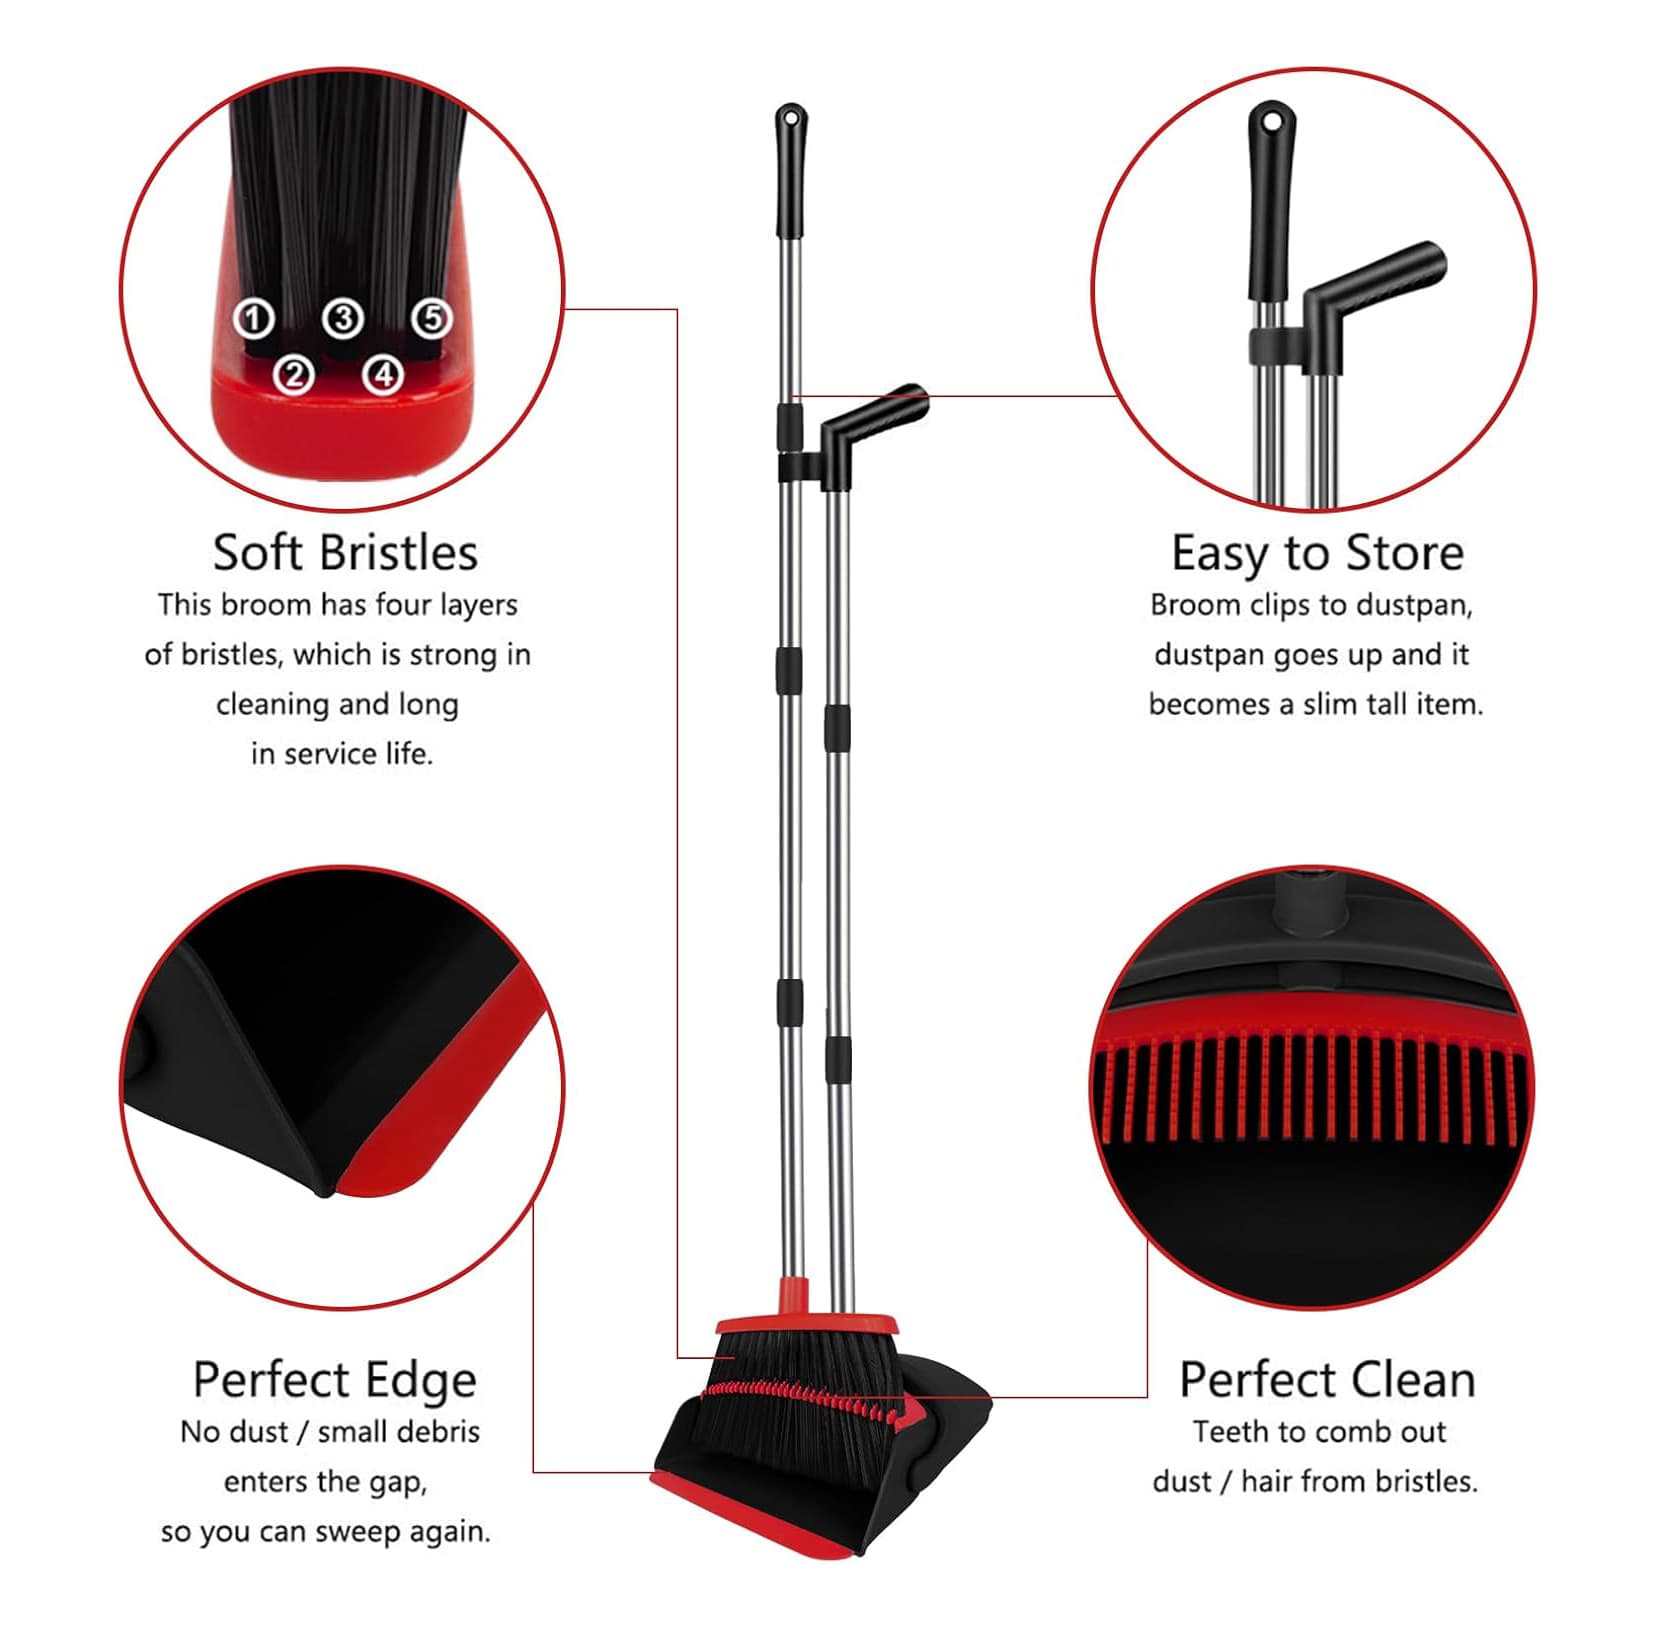 1 3 5
2 4
Soft Bristles
This broom has four layers
of bristles, which is strong in
cleaning and long
in service life.
Easy to Store
Broom clips to dustpan,
dustpan goes up and it
becomes a slim tall item.
Perfect Edge
No dust / small debris
enters the gap,
so you can sweep again.
Perfect Clean
Teeth to comb out
dust / hair from bristles.